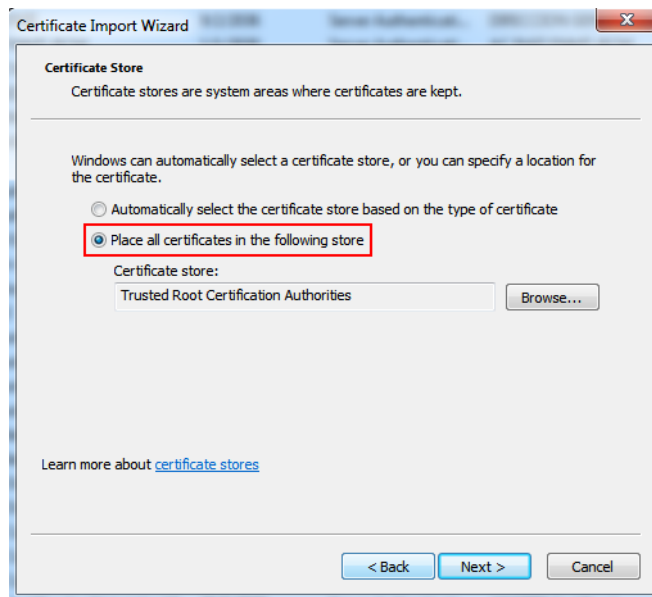 Certificate Import Wizard
Certificate Store
Certificate stores are system areas where certificates are kept.
Windows can automatically select a certificate store, or you can specify a location for
the certificate.
Automatically select the certificate store based on the type of certificate
Place all certificates in the following store
Certificate store:
Trusted Root Certification Authorities
Browse...
Learn more about certificate stores
< Back
Next >
Cancel